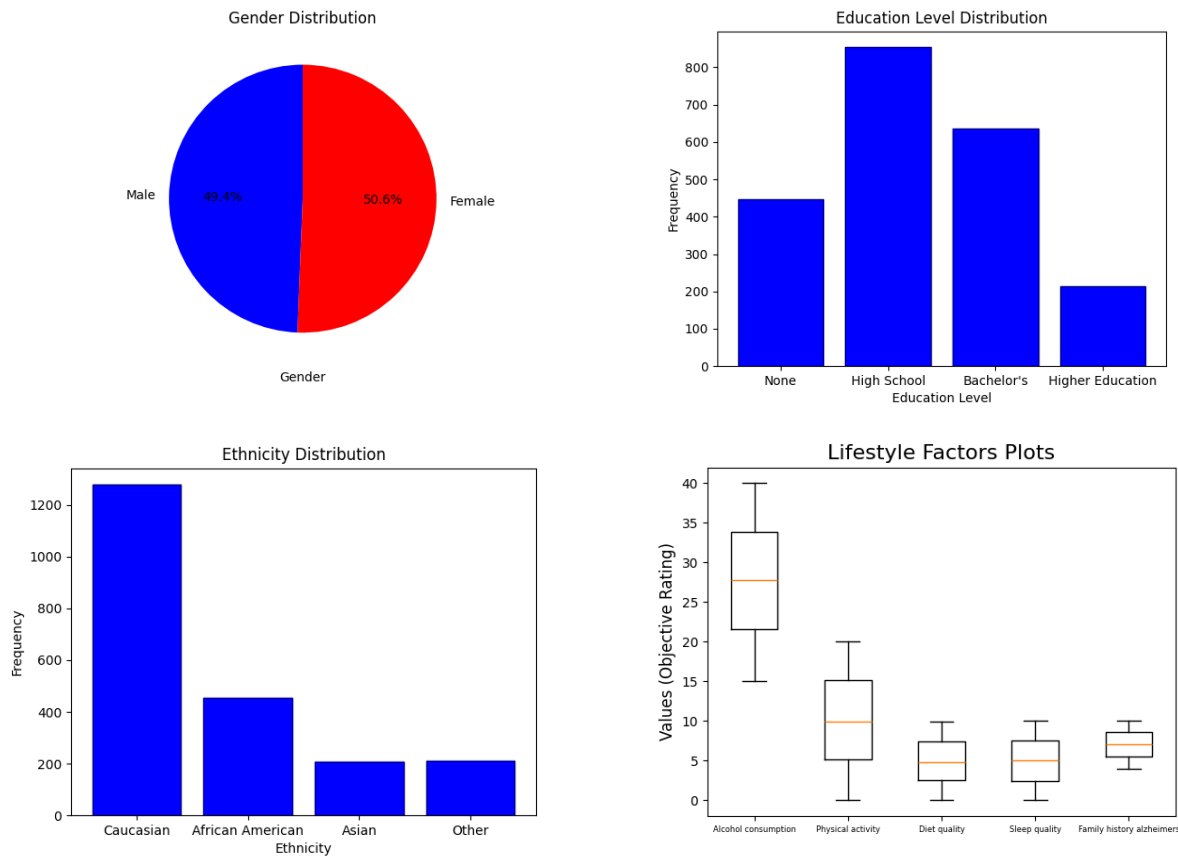 Gender Distribution
Male
49.4%
50.6%
Female
Gender
Education Level Distribution
Frequency
800
700
600
500
400
300
200
100
0
None
High School
Bachelor's
Higher Education
Education Level
Ethnicity Distribution
Frequency
1200
1000
800
600
400
200
0
Caucasian
African American
Asian
Other
Ethnicity
Lifestyle Factors Plots
Values (Objective Rating)
40
35
30
25
20
15
10
5
0
Alcohol consumption
Physical activity
Diet quality
Sleep quality
Family history alzheimers